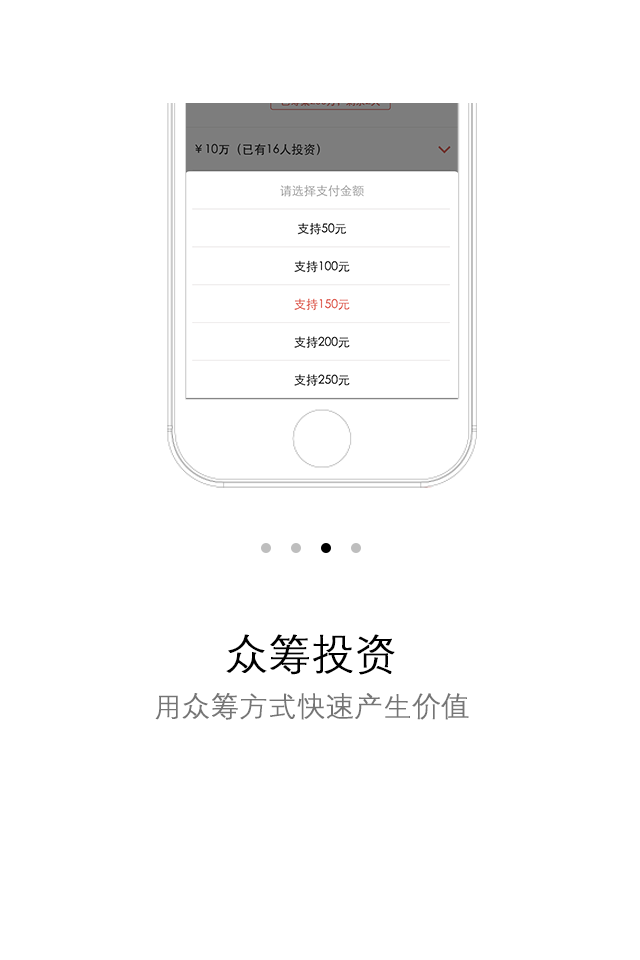 ￥10万（已有16人投资）
请选择支付金额
支持50元
支持100元
支持150元
支持200元
支持250元
众筹投资
用众筹方式快速产生价值